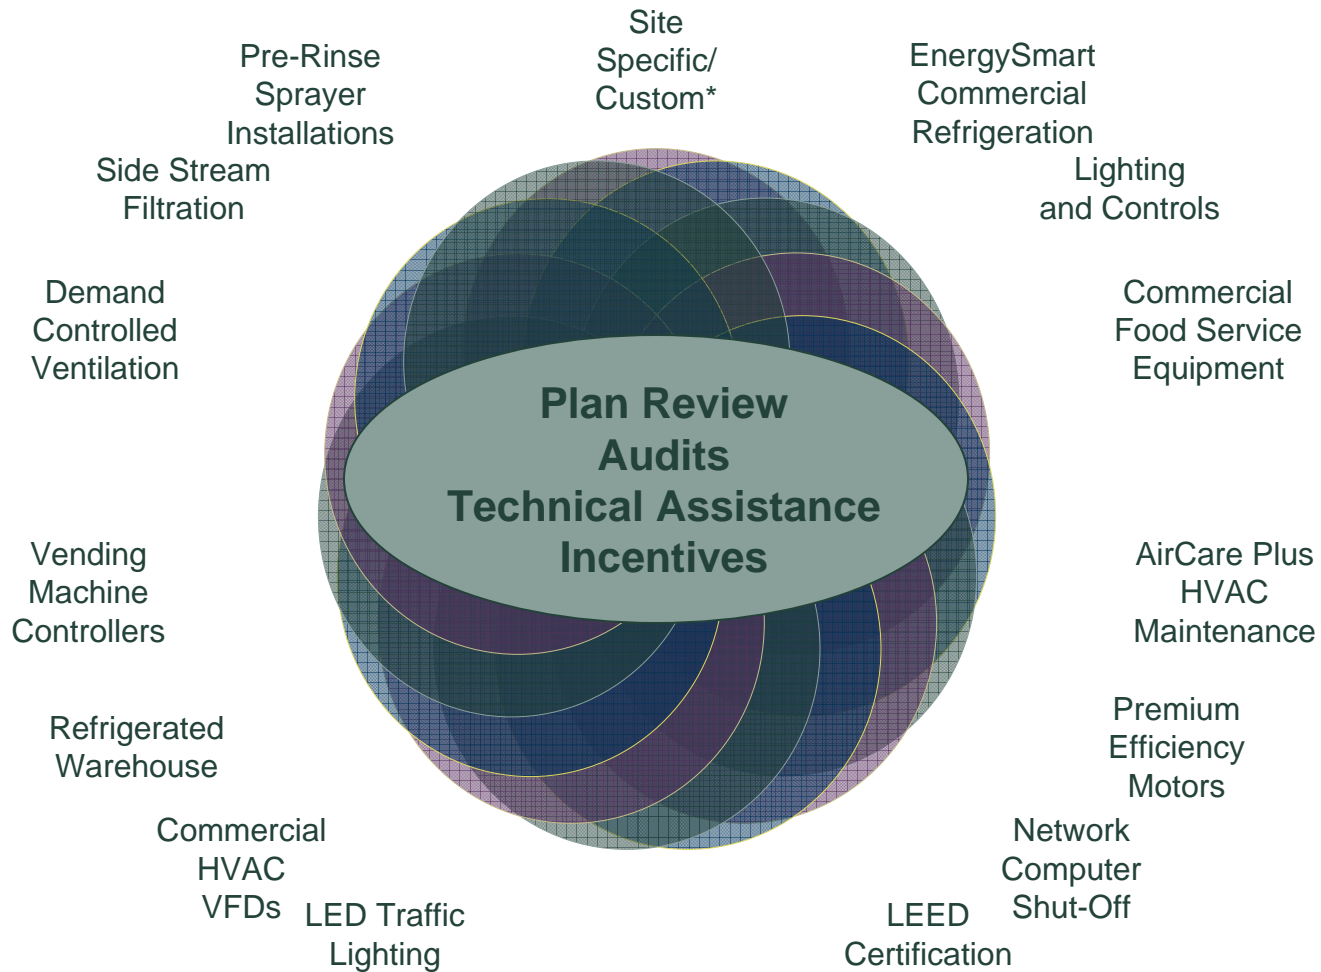 Site
Specific/
Custom*
EnergySmart
Commercial
Refrigeration
Lighting
and Controls
Commercial
Food Service
Equipment
AirCare Plus
HVAC
Maintenance
Premium
Efficiency
Motors
Network
Computer
Shut-Off
LEED
Certification
LED Traffic
Lighting
Commercial
HVAC
VFDs
Refrigerated
Warehouse
Vending
Machine
Controllers
Demand
Controlled
Ventilation
Side Stream
Filtration
Pre-Rinse
Sprayer
Installations
Plan Review
Audits
Technical Assistance
Incentives